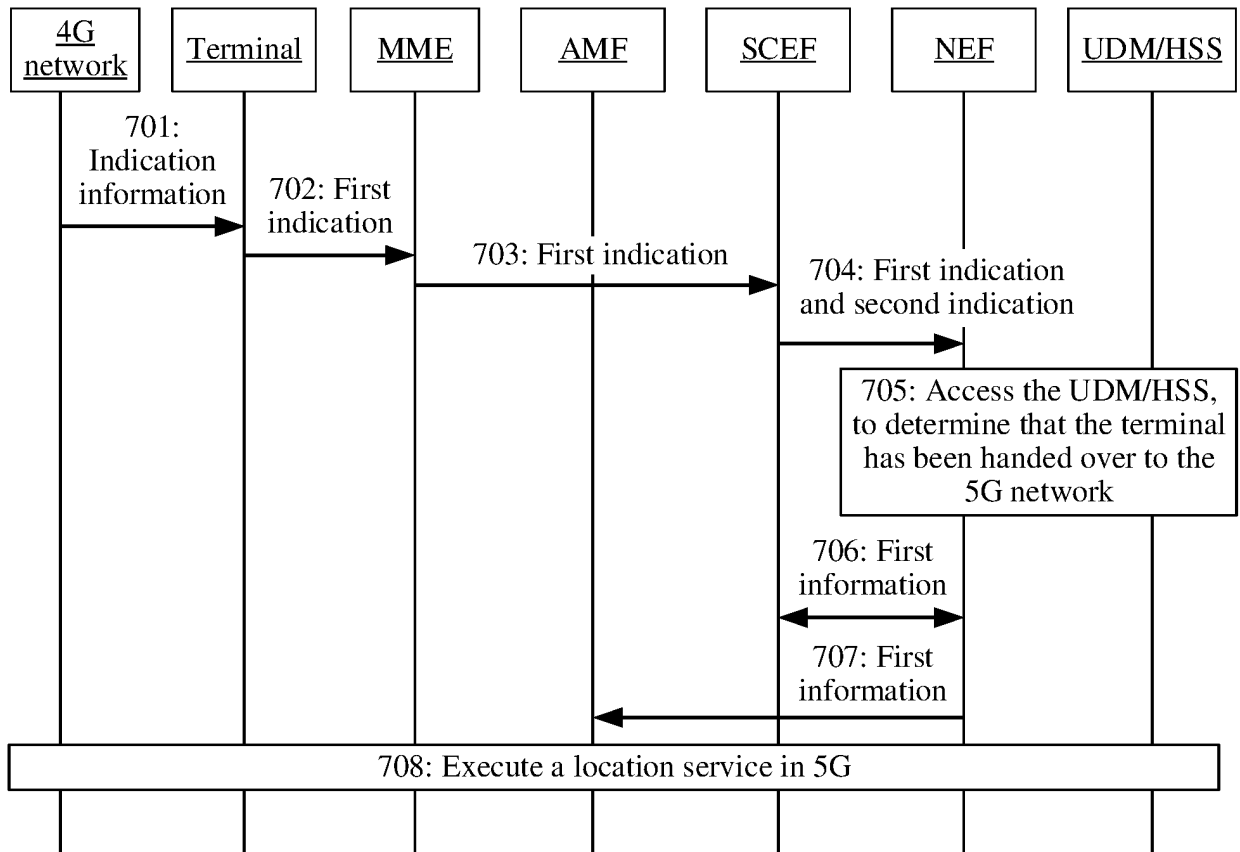 4G
network
Terminal
MME
AMF
SCEF
NEF
UDM/HSS
701:
Indication
information
702: First
indication
703: First indication
704: First indication
and second indication
705: Access the UDM/HSS,
to determine that the terminal
has been handed over to the
5G network
706: First
information
707: First
information
708: Execute a location service in 5G